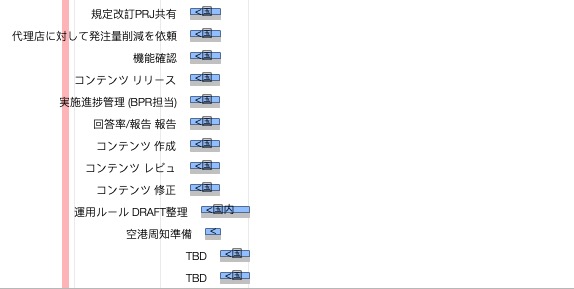 規定改訂PRJ共有 <国
代理店に対して発注量削減を依頼 <国
機能確認 <国
コンテンツ リリース <国
実施進捗管理 (BPR担当) <国
回答率/報告 報告 <国
コンテンツ 作成 <国
コンテンツ レビュ <国
コンテンツ 修正 <国
運用ルール DRAFT整理 <国内
空港周知準備 <
TBD <国
TBD <国